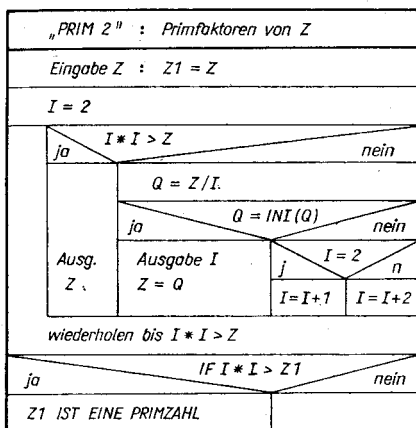 „PRIM 2" : Primfaktoren von Z
Eingabe Z : Z1 = Z
I = 2
I * I > Z
ja nein
Q = Z/I.
Q = INI(Q)
ja nein
Ausg. Ausgabe I
Z Z = Q
I = 2
j n
I=I+1 I=I+2
wiederholen bis I * I > Z
IF I * I > Z1
ja nein
Z1 IST EINE PRIMZAHL